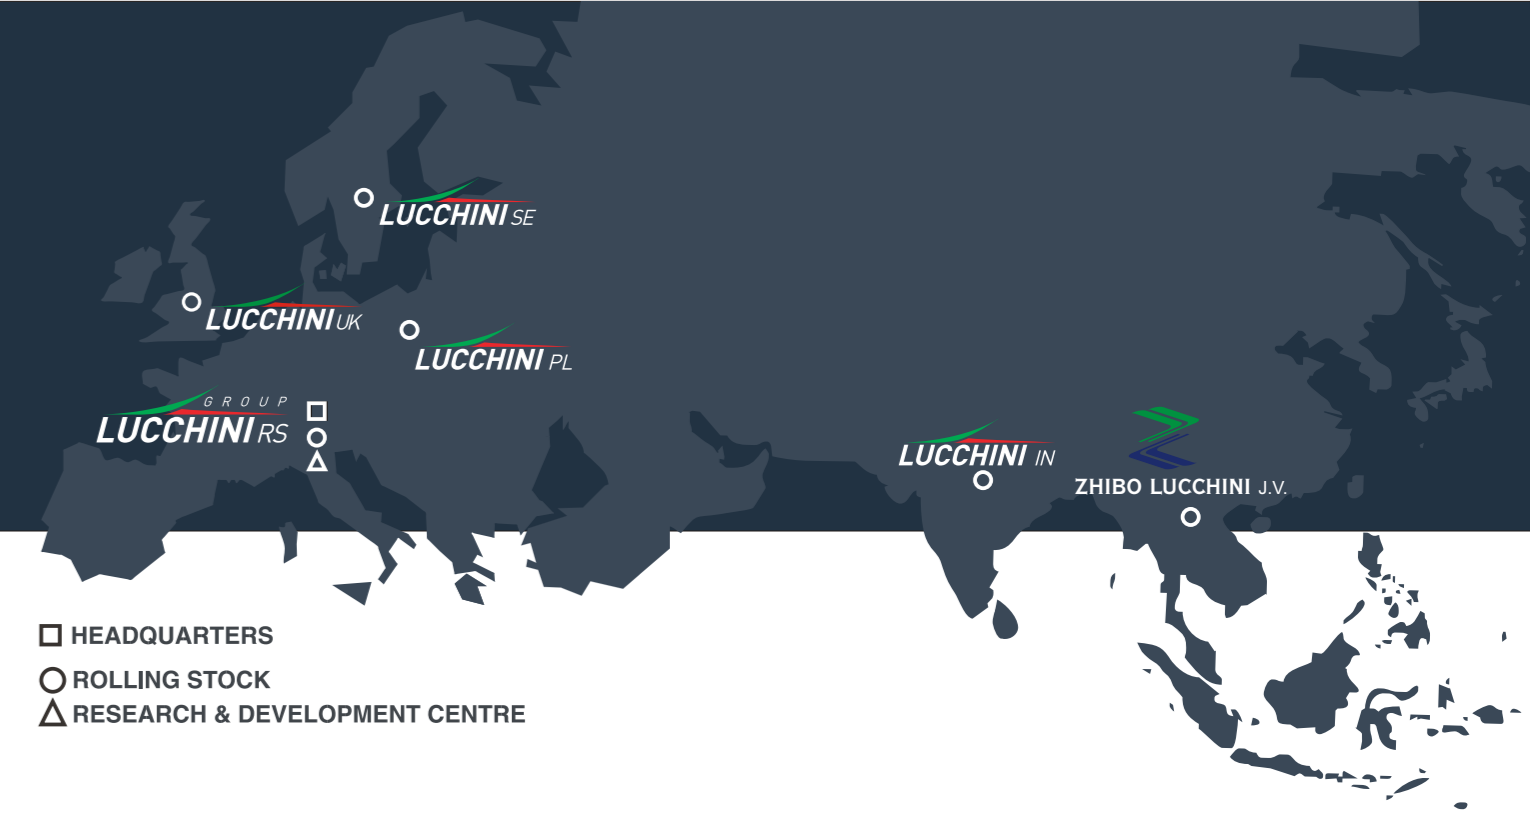 LUCCHINI SE
LUCCHINI UK
LUCCHINI PL
GROUP
LUCCHINI RS
LUCCHINI IN
ZHIBO LUCCHINI J.V.
HEADQUARTERS
ROLLING STOCK
RESEARCH & DEVELOPMENT CENTRE